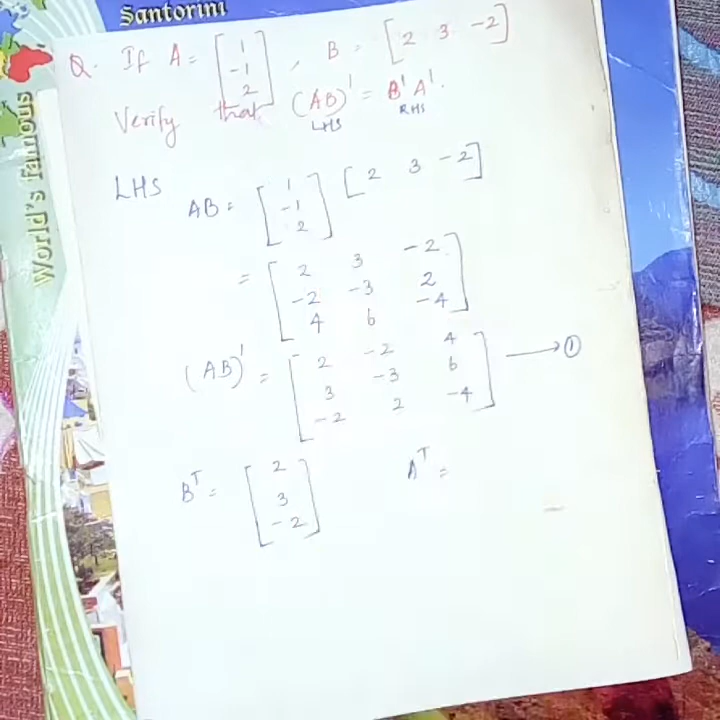 Santorini
World's famous
Q. If A = [1 -1 2], B = [2 3 -2]
Verify that (AB)' = B'A'.
LHS RHS
LHS AB = [1 -1 2] [2 3 -2]
= [2 3 -2
-2 -3 2
4 6 -4]
(AB)' = [2 -2 4
3 -3 6
-2 2 -4] → ①
Bᵀ = [2 3 -2] Aᵀ =